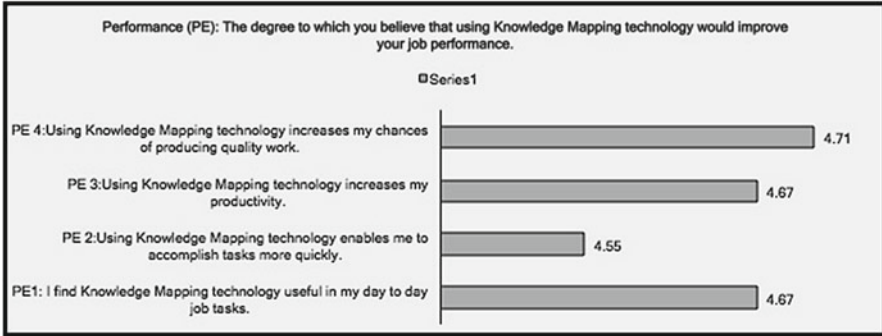 Performance (PE): The degree to which you believe that using Knowledge Mapping technology would improve
your job performance.
Series1
PE 4:Using Knowledge Mapping technology increases my chances
of producing quality work.
4.71
PE 3:Using Knowledge Mapping technology increases my
productivity.
4.67
PE 2:Using Knowledge Mapping technology enables me to
accomplish tasks more quickly.
4.55
PE1: I find Knowledge Mapping technology useful in my day to day
job tasks.
4.67